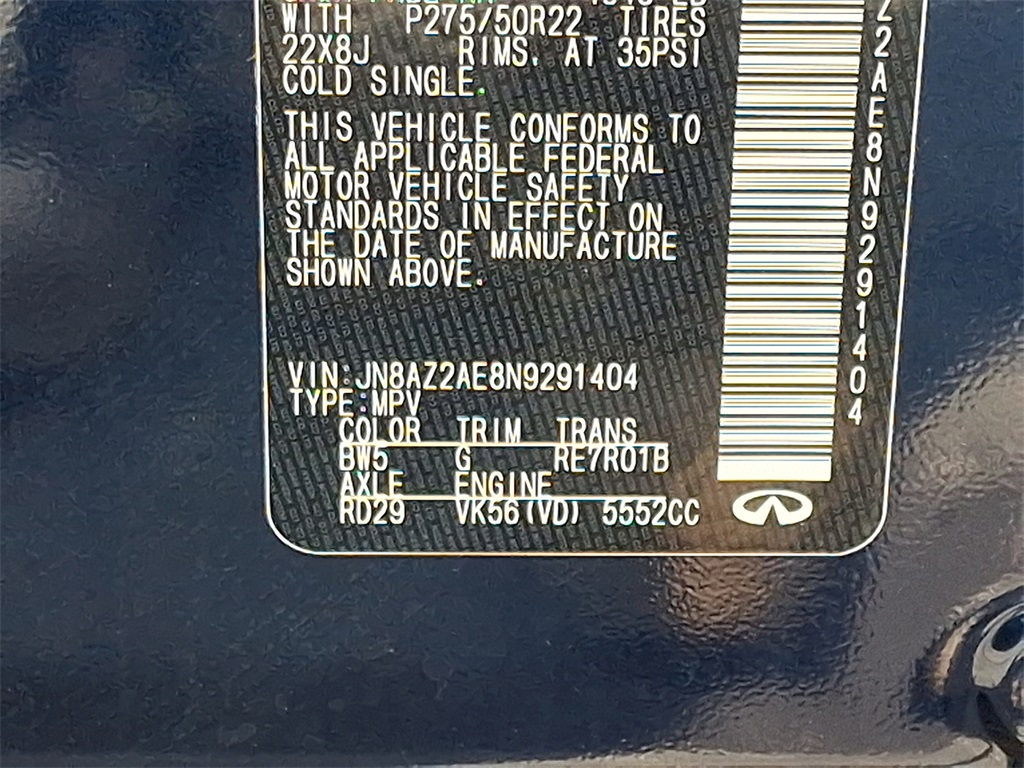 WITH P275/50R22 TIRES
22X8J RIMS. AT 35PSI
COLD SINGLE.
THIS VEHICLE CONFORMS TO
ALL APPLICABLE FEDERAL
MOTOR VEHICLE SAFETY
STANDARDS IN EFFECT ON
THE DATE OF MANUFACTURE
SHOWN ABOVE.
VIN:JN8AZ2AE8N9291404
TYPE:MPV
COLOR TRIM TRANS
BW5 G RE7R01B
AXLE ENGINE
RD29 VK56(VD) 5552CC
Z2AE8N9291404